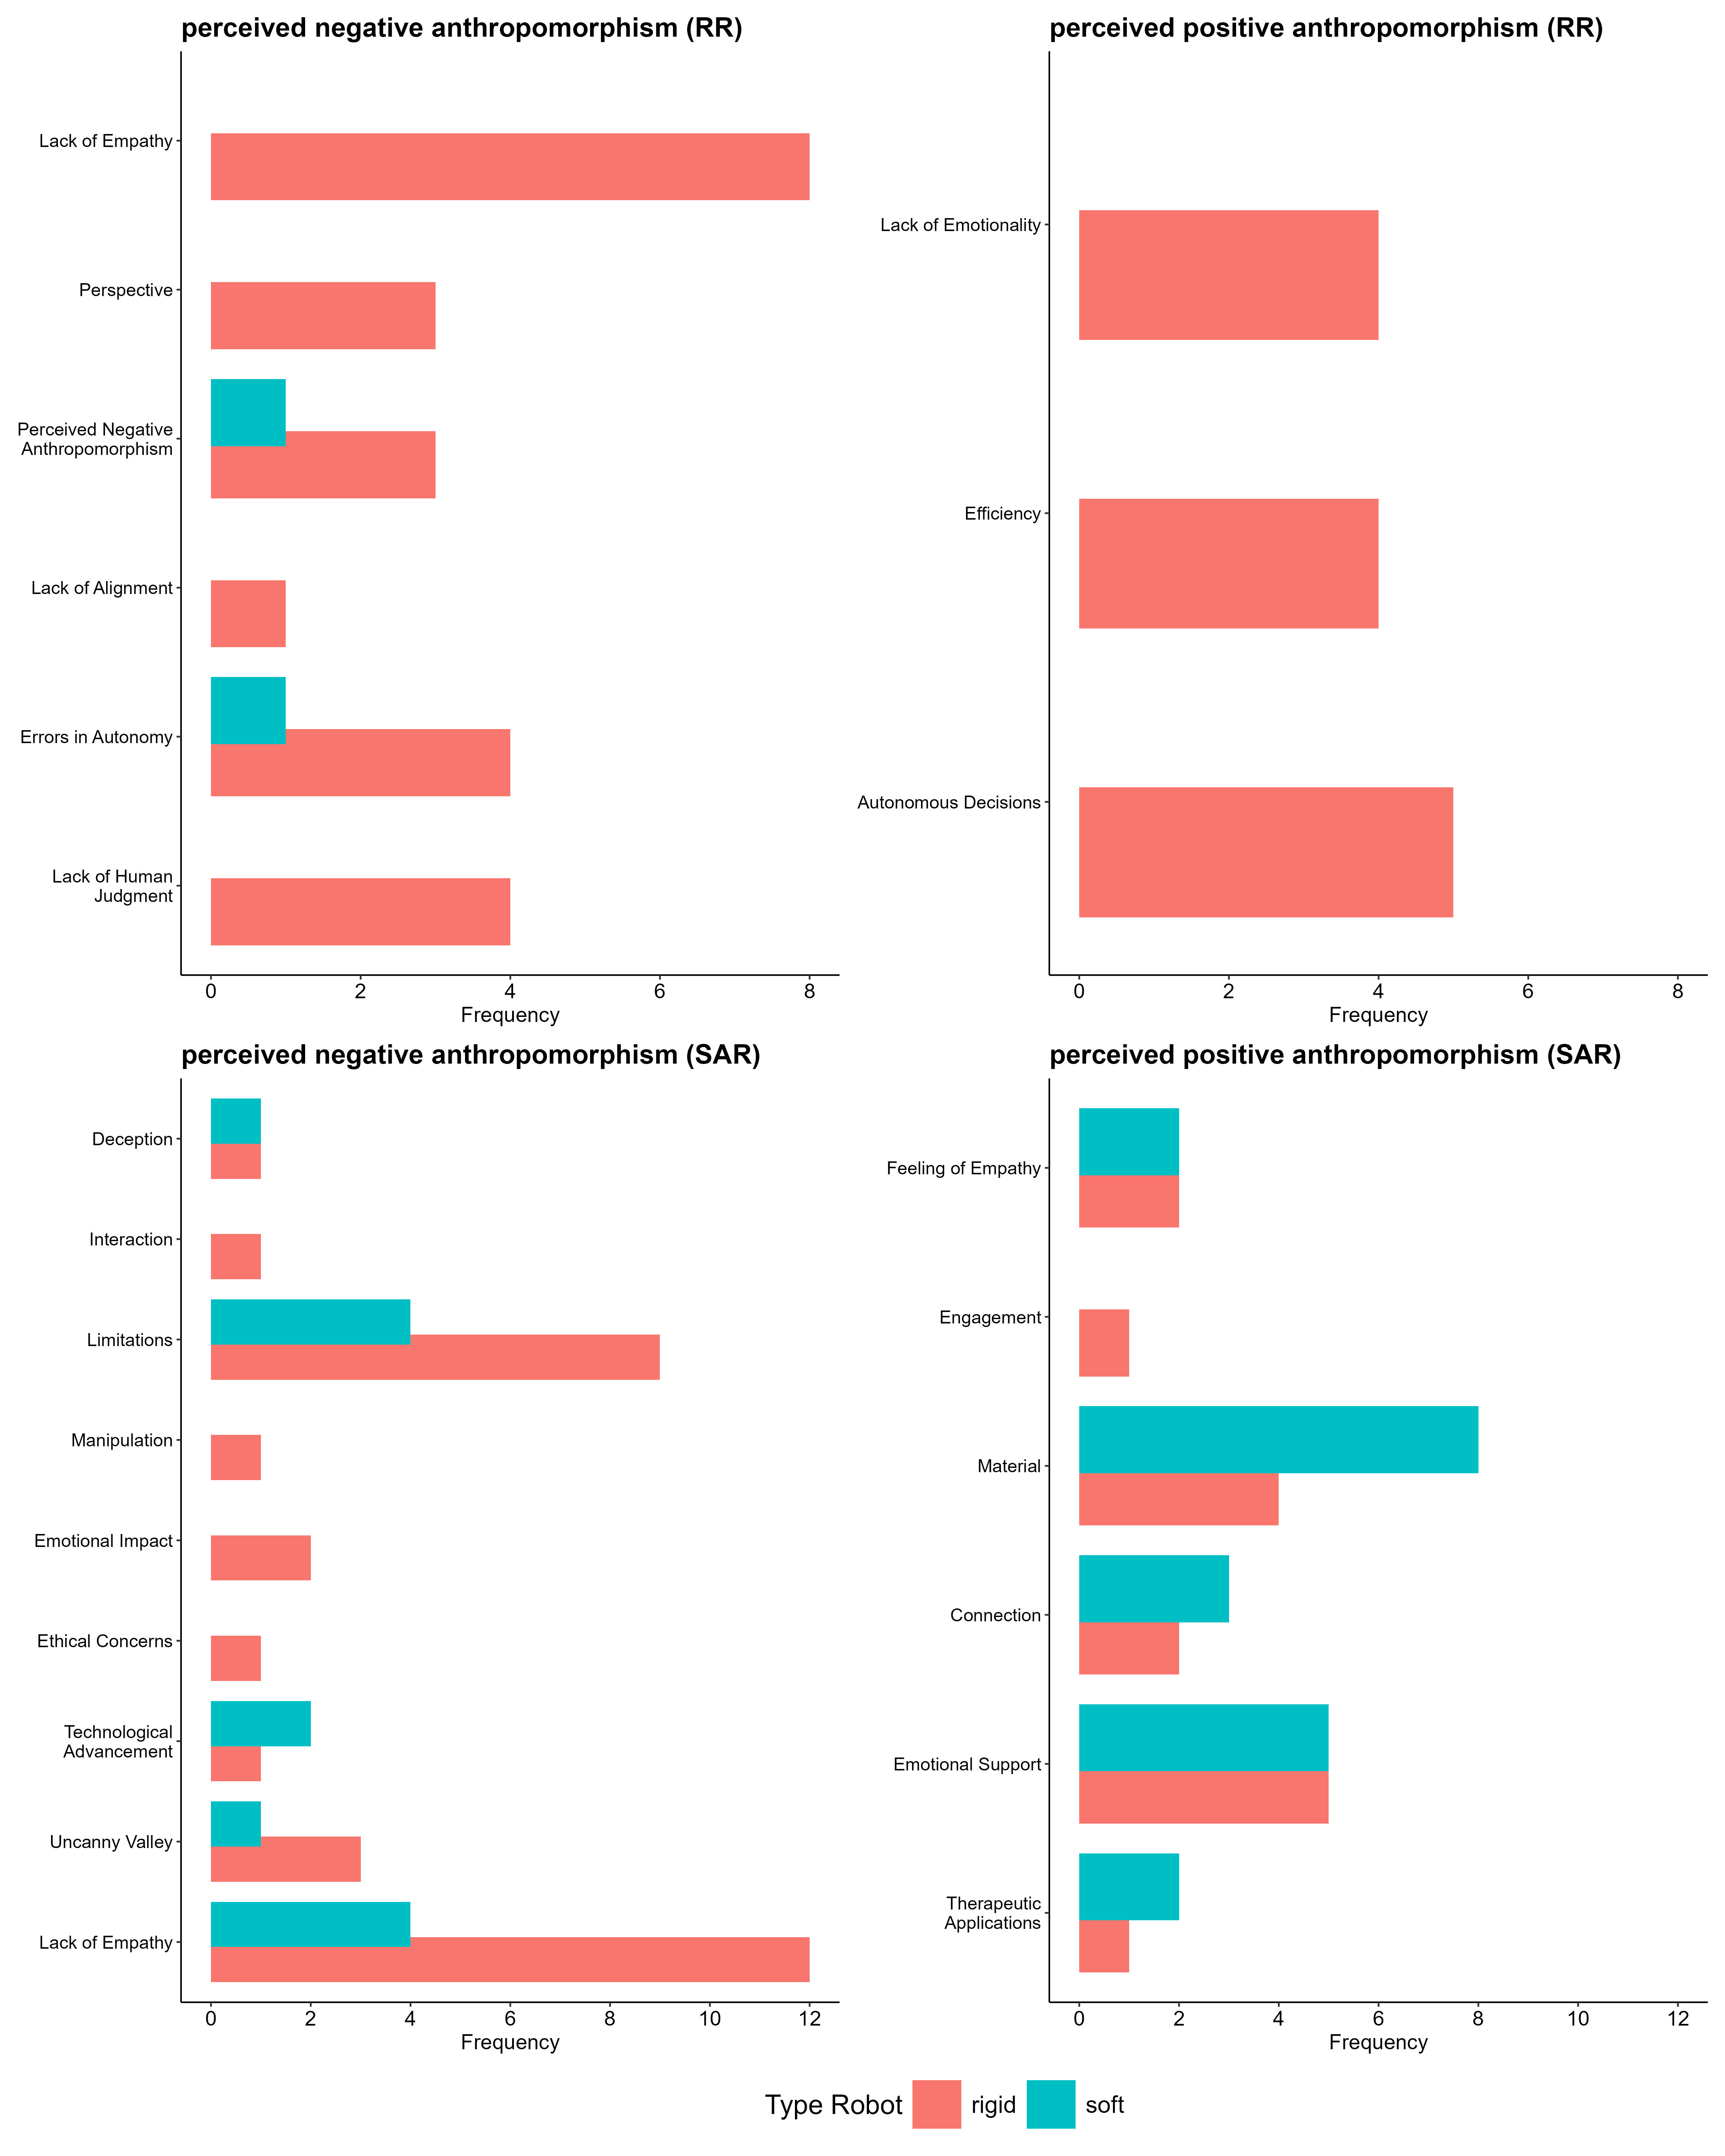 perceived negative anthropomorphism (RR)
Lack of Empathy
Perspective
Perceived Negative
Anthropomorphism
Lack of Alignment
Errors in Autonomy
Lack of Human
Judgment
0 2 4 6 8
Frequency
perceived positive anthropomorphism (RR)
Lack of Emotionality
Efficiency
Autonomous Decisions
0 2 4 6 8
Frequency
perceived negative anthropomorphism (SAR)
Deception
Interaction
Limitations
Manipulation
Emotional Impact
Ethical Concerns
Technological
Advancement
Uncanny Valley
Lack of Empathy
0 2 4 6 8 10 12
Frequency
perceived positive anthropomorphism (SAR)
Feeling of Empathy
Engagement
Material
Connection
Emotional Support
Therapeutic
Applications
0 2 4 6 8 10 12
Frequency
Type Robot rigid soft